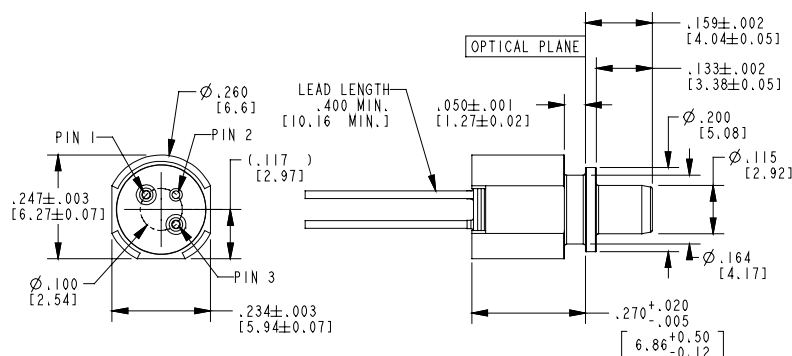 .159±.002
[4.04±0.05]
OPTICAL PLANE
.133±.002
[3.38±0.05]
Ø.260
[6.6]
LEAD LENGTH
.400 MIN.
[10.16 MIN.]
.050±.001
[1.27±0.02]
Ø.200
[5.08]
PIN 1
PIN 2
(.117 )
[2.97]
Ø.115
[2.92]
.247±.003
[6.27±0.07]
Ø.164
[4.17]
Ø.100
[2.54]
PIN 3
.234±.003
[5.94±0.07]
.270+.020
-.005
[6.86+0.50
-0.12]